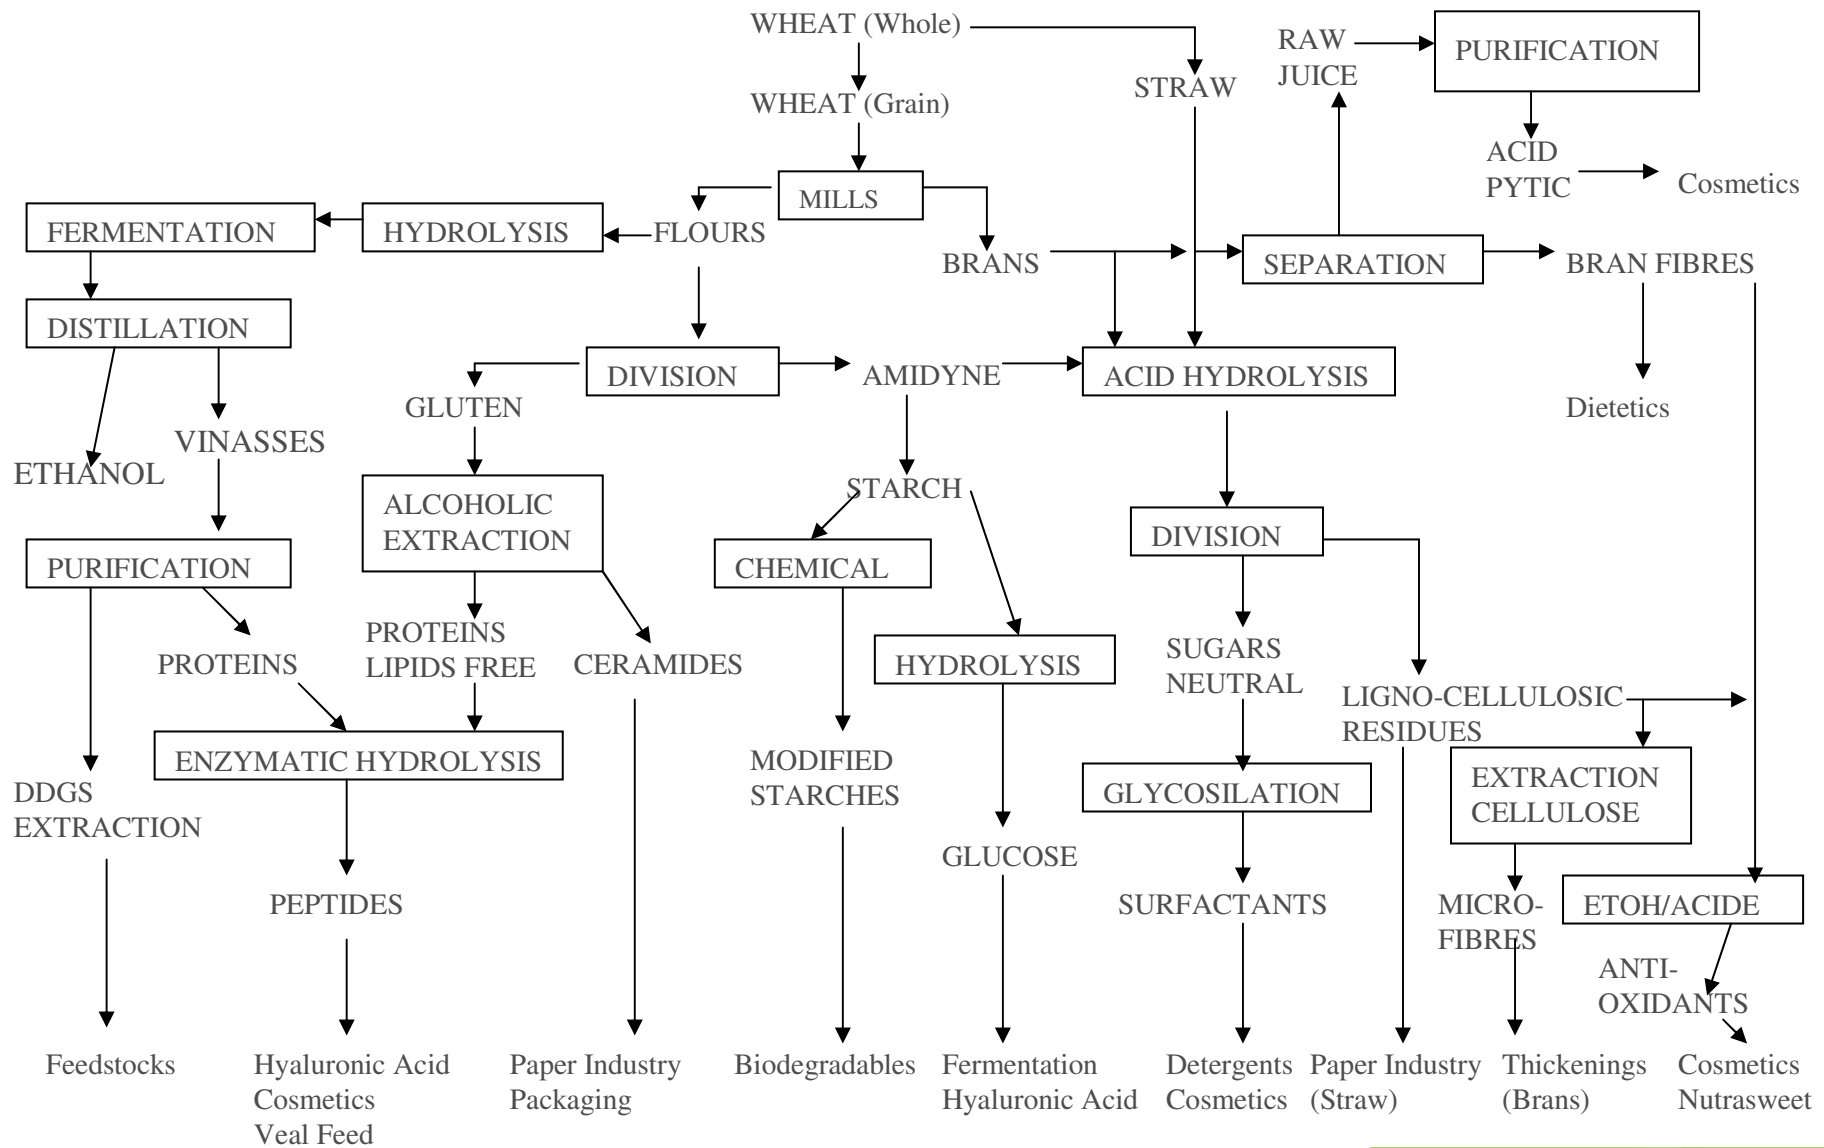 WHEAT (Whole)
RAW
JUICE
PURIFICATION
STRAW
WHEAT (Grain)
ACID
PYTIC
Cosmetics
MILLS
FERMENTATION
HYDROLYSIS
FLOURS
BRANS
SEPARATION
BRAN FIBRES
DISTILLATION
DIVISION
AMIDYNE
ACID HYDROLYSIS
GLUTEN
Dietetics
VINASSES
ETHANOL
STARCH
ALCOHOLIC
EXTRACTION
DIVISION
PURIFICATION
CHEMICAL
PROTEINS
LIPIDS FREE
PROTEINS
CERAMIDES
HYDROLYSIS
SUGARS
NEUTRAL
LIGNO-CELLULOSIC
RESIDUES
ENZYMATIC HYDROLYSIS
MODIFIED
STARCHES
GLYCOSILATION
EXTRACTION
CELLULOSE
DDGS
EXTRACTION
GLUCOSE
PEPTIDES
SURFACTANTS
MICRO-
FIBRES
ETOH/ACIDE
ANTI-
OXIDANTS
Feedstocks
Hyaluronic Acid
Cosmetics
Veal Feed
Paper Industry
Packaging
Biodegradables
Fermentation
Hyaluronic Acid
Detergents
Cosmetics
Paper Industry
(Straw)
Thickenings
(Brans)
Cosmetics
Nutrasweet